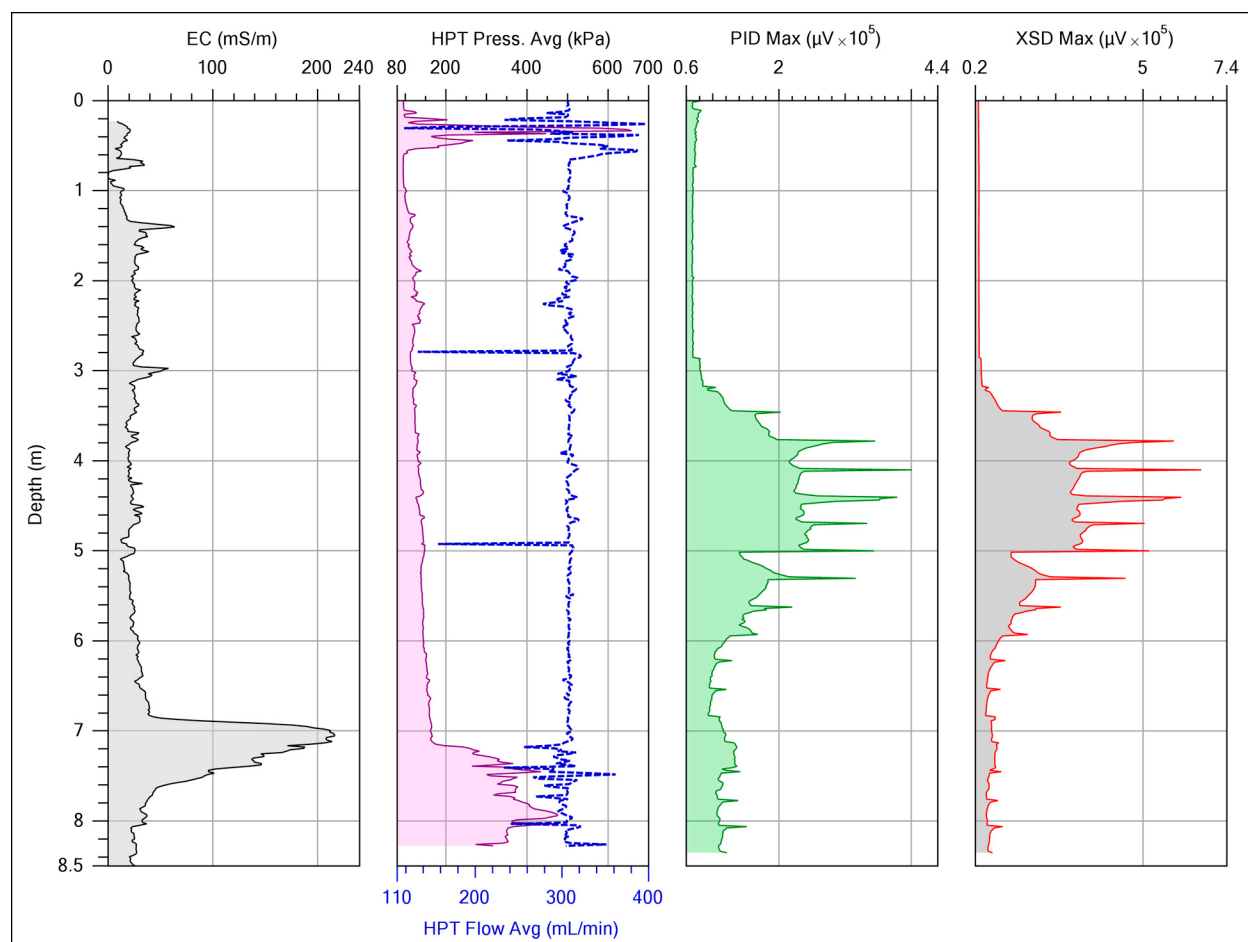 EC (mS/m) HPT Press. Avg (kPa) PID Max (µV ×10⁵) XSD Max (µV ×10⁵)
0 100 200 240 80 200 400 600 700 0.6 2 4.4 0.2 5 7.4
0
1
2
3
4
Depth (m)
5
6
7
8
8.5
110 200 300 400
HPT Flow Avg (mL/min)